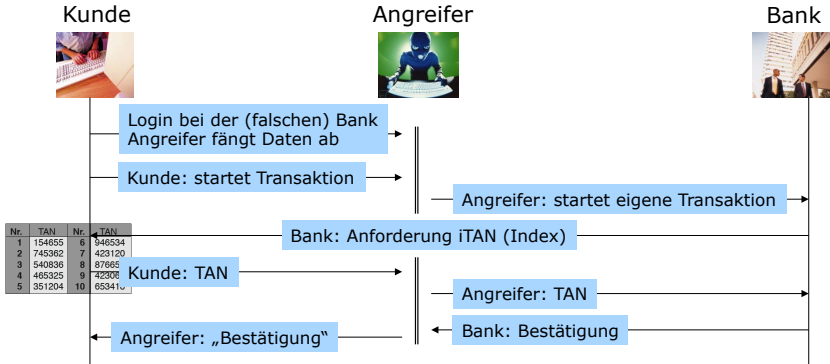 Kunde
Angreifer
Bank
Login bei der (falschen) Bank
Angreifer fängt Daten ab
Kunde: startet Transaktion
Angreifer: startet eigene Transaktion
Bank: Anforderung iTAN (Index)
Nr. TAN Nr. TAN
1 154655 6 946534
2 745362 7 423120
3 540836 8
4 465325 9
5 351204 10
Kunde: TAN
Angreifer: TAN
Bank: Bestätigung
Angreifer: „Bestätigung“